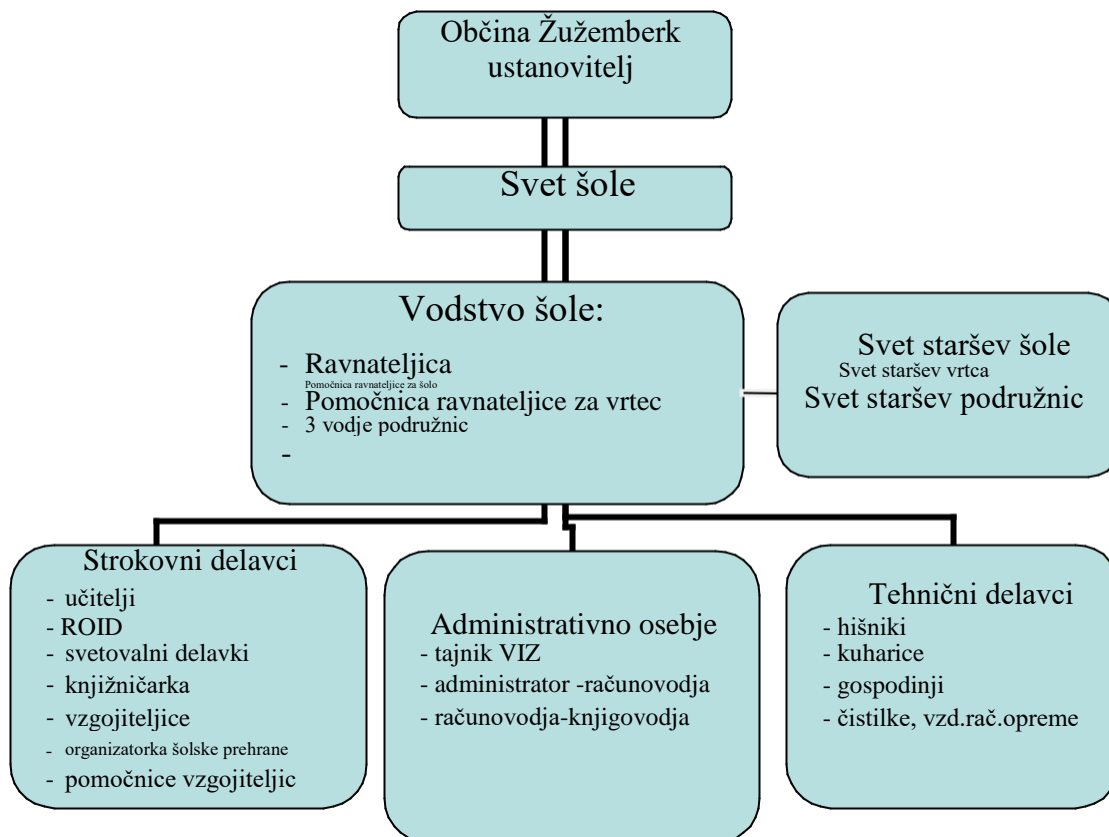 Občina Žužemberk
ustanovitelj
Svet šole
Vodstvo šole:
- Ravnateljica
Pomočnica ravnateljice za šolo
- Pomočnica ravnateljice za vrtec
- 3 vodje podružnic
-
Svet staršev šole
Svet staršev vrtca
Svet staršev podružnic
Strokovni delavci
- učitelji
- ROID
- svetovalni delavki
- knjižničarka
- vzgojiteljice
- organizatorka šolske prehrane
- pomočnice vzgojiteljic
Administrativno osebje
- tajnik VIZ
- administrator -računovodja
- računovodja-knjigovodja
Tehnični delavci
- hišniki
- kuharice
- gospodinji
- čistilke, vzd.rač.opreme